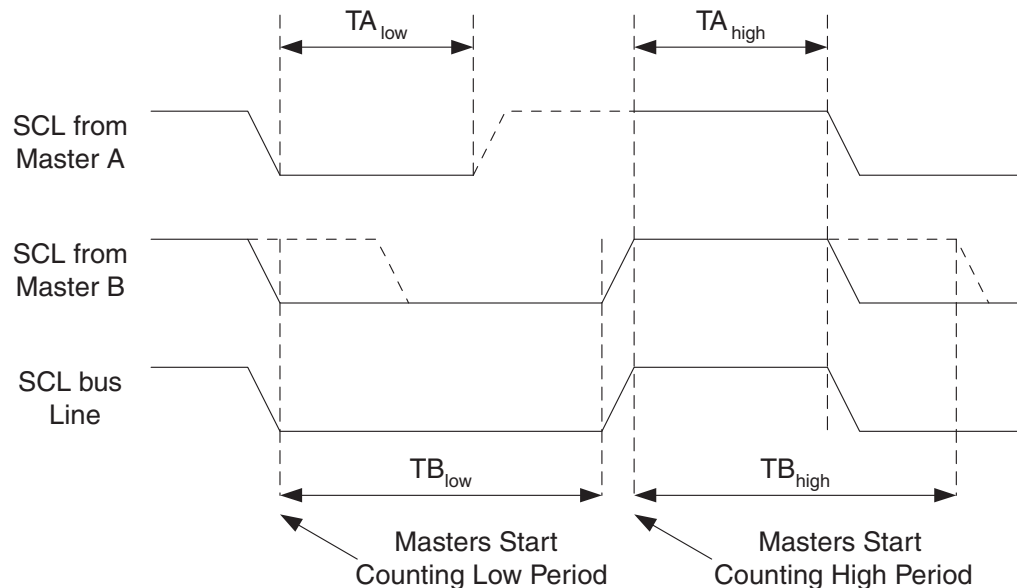 TA low
TA high
SCL from
Master A
SCL from
Master B
SCL bus
Line
TB low
TB high
Masters Start
Counting Low Period
Masters Start
Counting High Period